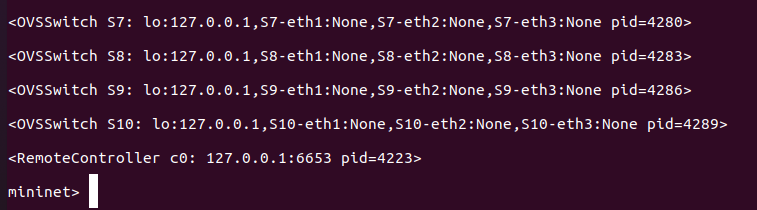 <OVSSwitch S7: lo:127.0.0.1,S7-eth1:None,S7-eth2:None,S7-eth3:None pid=4280>
<OVSSwitch S8: lo:127.0.0.1,S8-eth1:None,S8-eth2:None,S8-eth3:None pid=4283>
<OVSSwitch S9: lo:127.0.0.1,S9-eth1:None,S9-eth2:None,S9-eth3:None pid=4286>
<OVSSwitch S10: lo:127.0.0.1,S10-eth1:None,S10-eth2:None,S10-eth3:None pid=4289>
<RemoteController c0: 127.0.0.1:6653 pid=4223>
mininet>